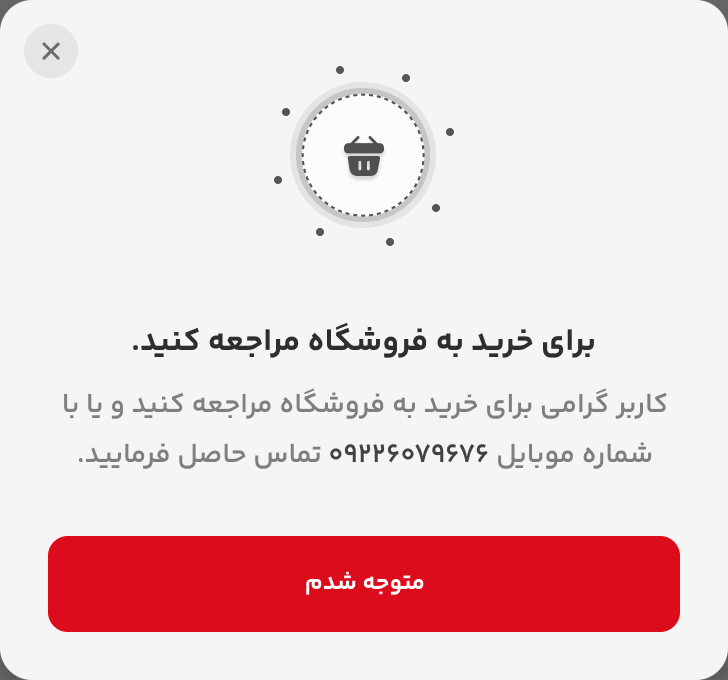 برای خرید به فروشگاه مراجعه کنید.
کاربر گرامی برای خرید به فروشگاه مراجعه کنید و یا با
شماره موبایل ۰۹۲۲۶۰۷۹۶۷۶ تماس حاصل فرمایید.
متوجه شدم